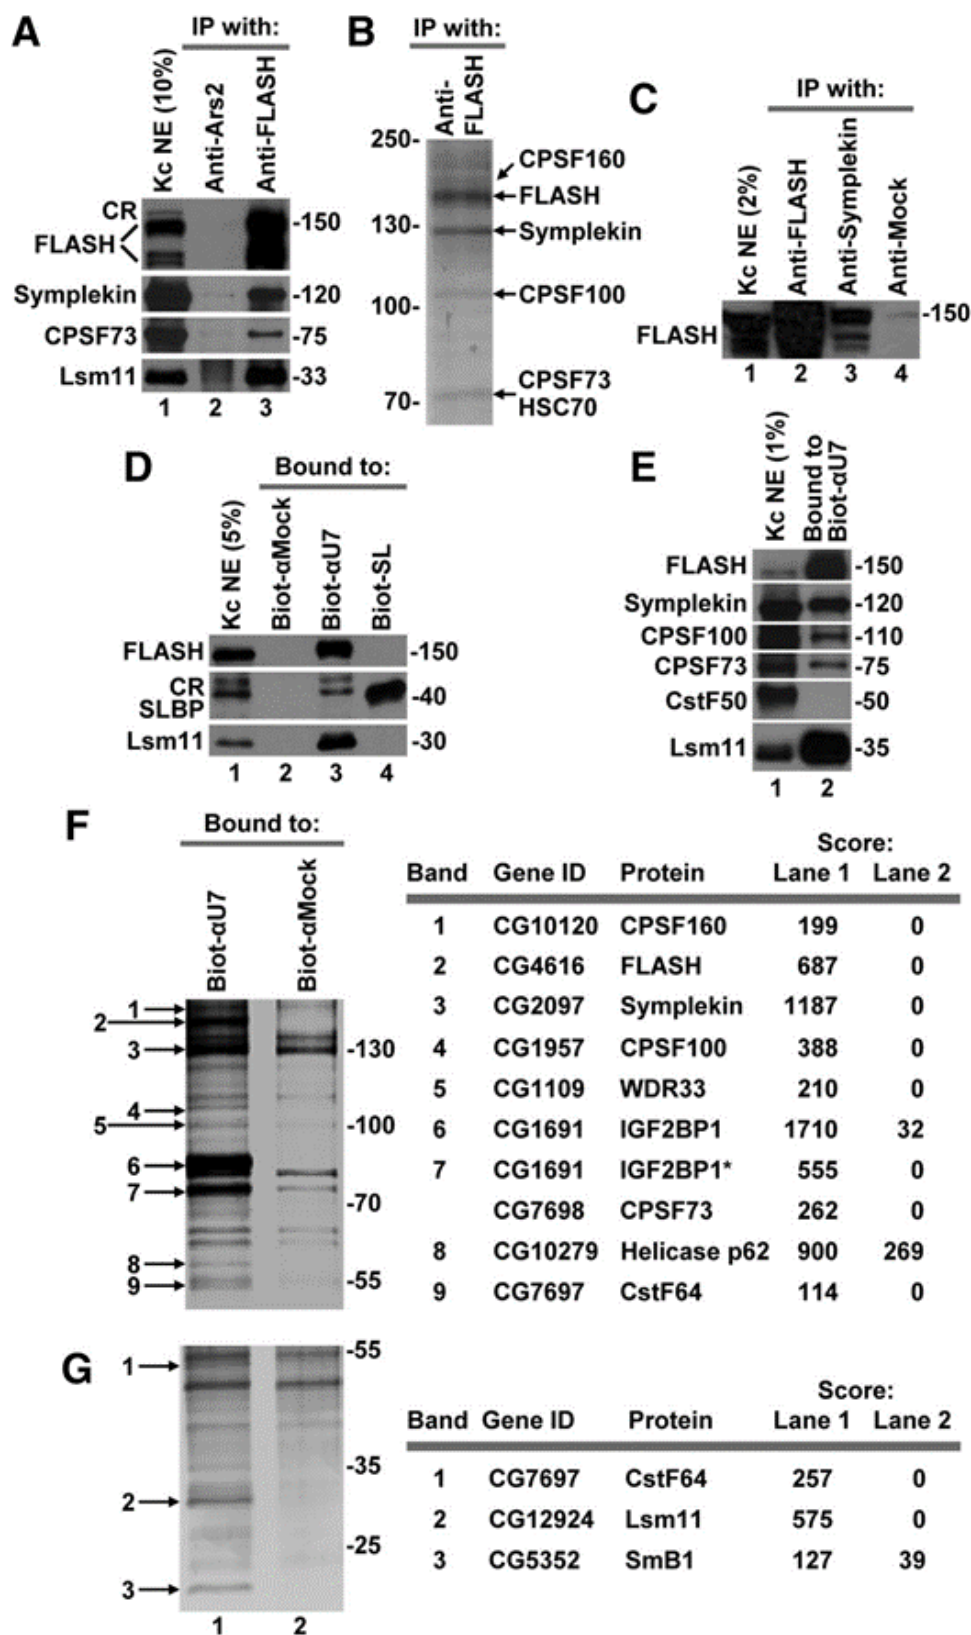 A
IP with:
Kc NE (10%)
Anti-Ars2
Anti-FLASH
CR
FLASH
-150
Symplekin
-120
CPSF73
-75
Lsm11
-33
1 2 3
B
IP with:
Anti-
FLASH
250-
CPSF160
FLASH
130-
Symplekin
CPSF100
100-
CPSF73
70-
HSC70
C
IP with:
Kc NE (2%)
Anti-FLASH
Anti-Symplekin
Anti-Mock
-150
FLASH
1 2 3 4
D
Bound to:
Kc NE (5%)
Biot-αMock
Biot-αU7
Biot-SL
FLASH
-150
CR
-40
SLBP
Lsm11
-30
1 2 3 4
E
Kc NE (1%)
Bound to
Biot-αU7
FLASH
-150
Symplekin
-120
CPSF100
-110
CPSF73
-75
CstF50
-50
Lsm11
-35
1 2
F
Bound to:
Biot-αU7
Biot-αMock
1
2
3
-130
4
5
-100
6
7
-70
8
9
-55
Score:
Band Gene ID Protein Lane 1 Lane 2
1 CG10120 CPSF160 199 0
2 CG4616 FLASH 687 0
3 CG2097 Symplekin 1187 0
4 CG1957 CPSF100 388 0
5 CG1109 WDR33 210 0
6 CG1691 IGF2BP1 1710 32
7 CG1691 IGF2BP1* 555 0
CG7698 CPSF73 262 0
8 CG10279 Helicase p62 900 269
9 CG7697 CstF64 114 0
G
-55
1
-35
2
-25
3
1 2
Score:
Band Gene ID Protein Lane 1 Lane 2
1 CG7697 CstF64 257 0
2 CG12924 Lsm11 575 0
3 CG5352 SmB1 127 39